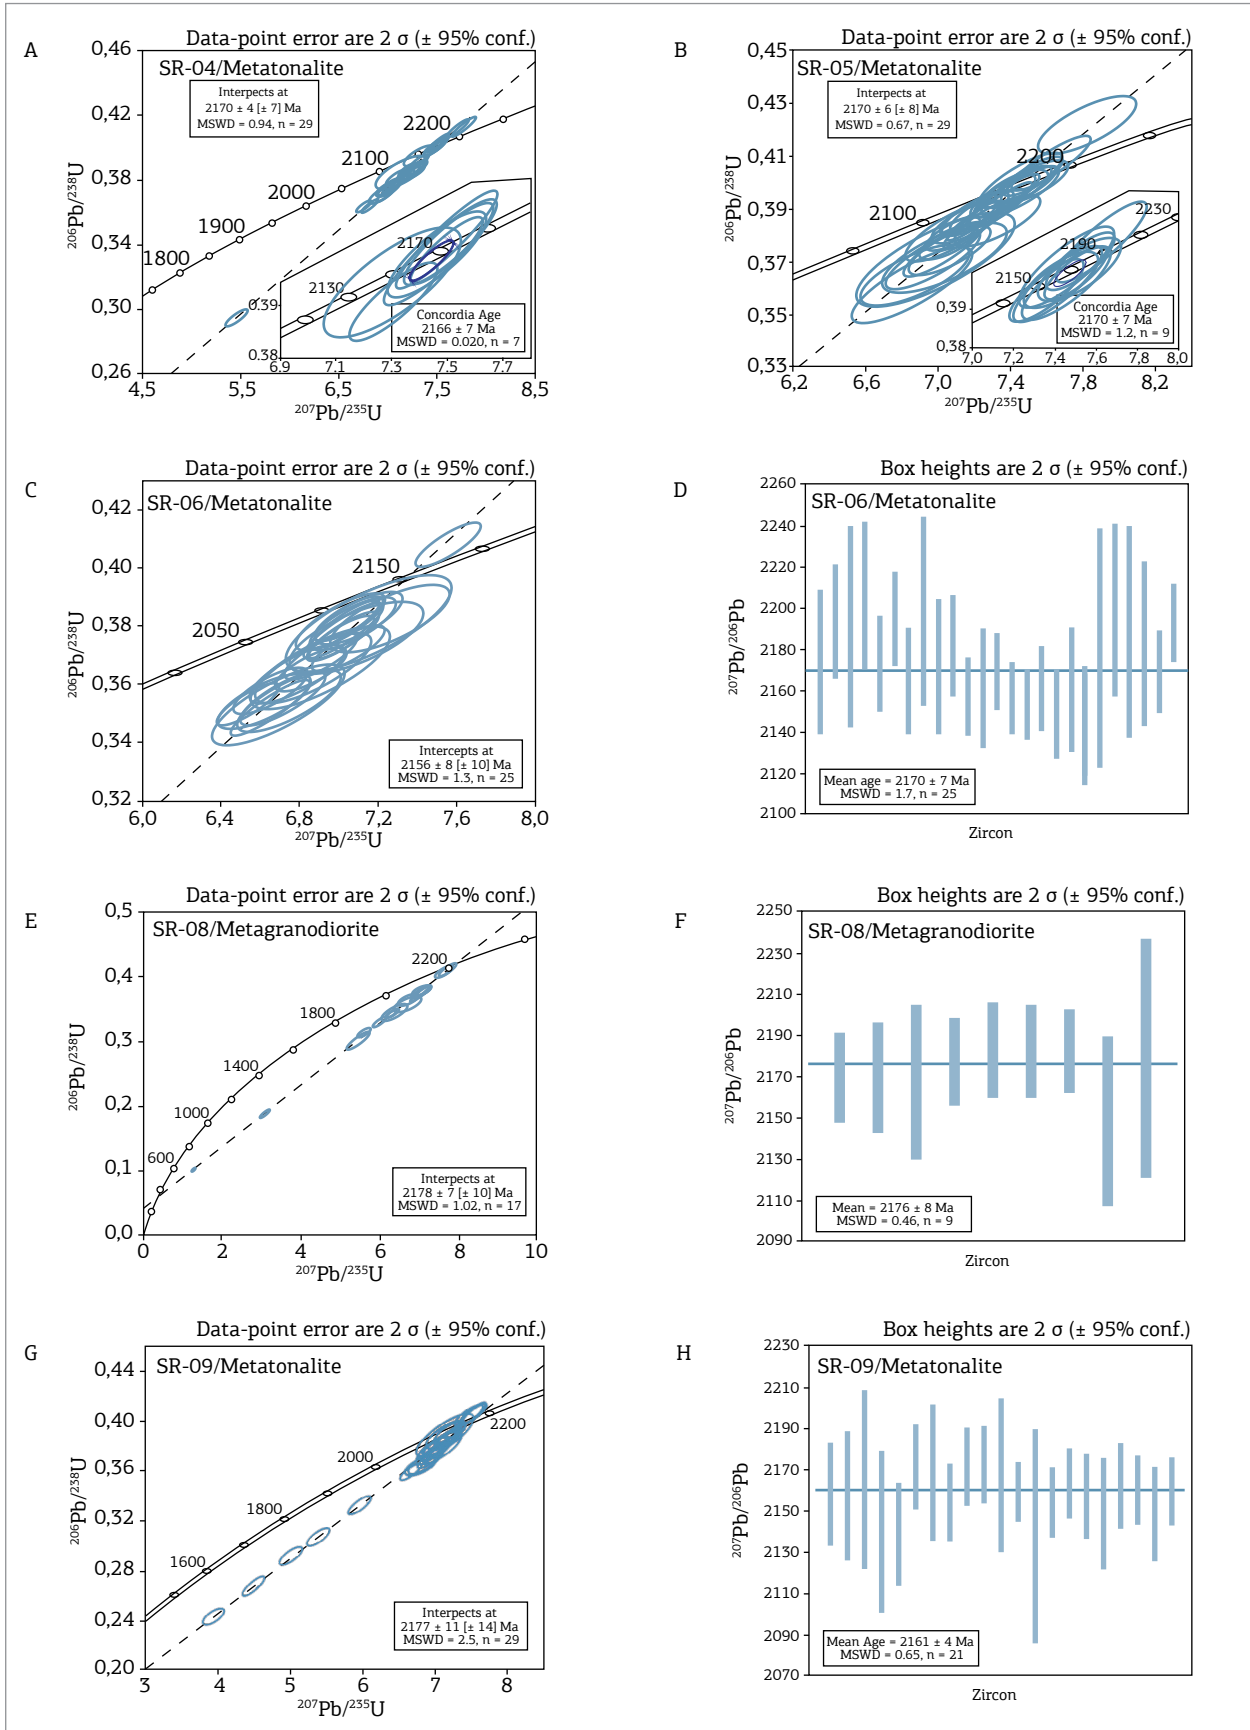 A
Data-point error are 2 σ (± 95% conf.)
SR-04/Metatonalite
Interpects at
2170 ± 4 [± 7] Ma
MSWD = 0.94, n = 29
0,46
0,42
0,38
0,34
0,30
0,26
206Pb/238U
1800
1900
2000
2100
2200
2130
2170
0.39
0.38
6.9
7.1
7.3
7.5
7.7
Concordia Age
2166 ± 7 Ma
MSWD = 0.020, n = 7
4,5
5,5
6,5
7,5
8,5
207Pb/235U
B
Data-point error are 2 σ (± 95% conf.)
SR-05/Metatonalite
Interpects at
2170 ± 6 [± 8] Ma
MSWD = 0.67, n = 29
0,45
0,43
0,41
0,39
0,37
0,55
0,53
206Pb/238U
2100
2200
2150
2190
2230
0,39
0,38
7,0
7,2
7,4
7,6
7,8
8,0
Concordia Age
2170 ± 7 Ma
MSWD = 1.2, n = 9
6,2
6,6
7,0
7,4
7,8
8,2
207Pb/235U
C
Data-point error are 2 σ (± 95% conf.)
SR-06/Metatonalite
0,42
0,40
0,38
0,36
0,34
0,32
206Pb/238U
2050
2150
Intercepts at
2156 ± 8 [± 10] Ma
MSWD = 1.3, n = 25
6,0
6,4
6,8
7,2
7,6
8,0
207Pb/235U
D
Box heights are 2 σ (± 95% conf.)
SR-06/Metatonalite
2260
2240
2220
2200
2180
2160
2140
2120
2100
207Pb/206Pb
Mean age = 2170 ± 7 Ma
MSWD = 1.7, n = 25
Zircon
E
Data-point error are 2 σ (± 95% conf.)
SR-08/Metagranodiorite
0,5
0,4
0,3
0,2
0,1
0,0
206Pb/238U
600
1000
1400
1800
2200
Interpects at
2178 ± 7 [± 10] Ma
MSWD = 1.02, n = 17
0
2
4
6
8
10
207Pb/235U
F
Box heights are 2 σ (± 95% conf.)
SR-08/Metagranodiorite
2250
2230
2210
2190
2170
2150
2130
2110
2090
207Pb/206Pb
Mean = 2176 ± 8 Ma
MSWD = 0.46, n = 9
Zircon
G
Data-point error are 2 σ (± 95% conf.)
SR-09/Metatonalite
0,44
0,40
0,36
0,32
0,28
0,24
0,20
206Pb/238U
1600
1800
2000
2200
Interpects at
2177 ± 11 [± 14] Ma
MSWD = 2.5, n = 29
3
4
5
6
7
8
207Pb/235U
H
Box heights are 2 σ (± 95% conf.)
SR-09/Metatonalite
2230
2210
2190
2170
2150
2130
2110
2090
2070
207Pb/206Pb
Mean Age = 2161 ± 4 Ma
MSWD = 0.65, n = 21
Zircon